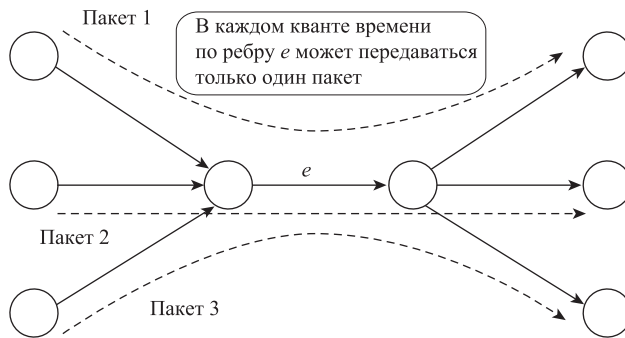 Пакет 1
В каждом кванте времени
по ребру e может передаваться
только один пакет
e
Пакет 2
Пакет 3